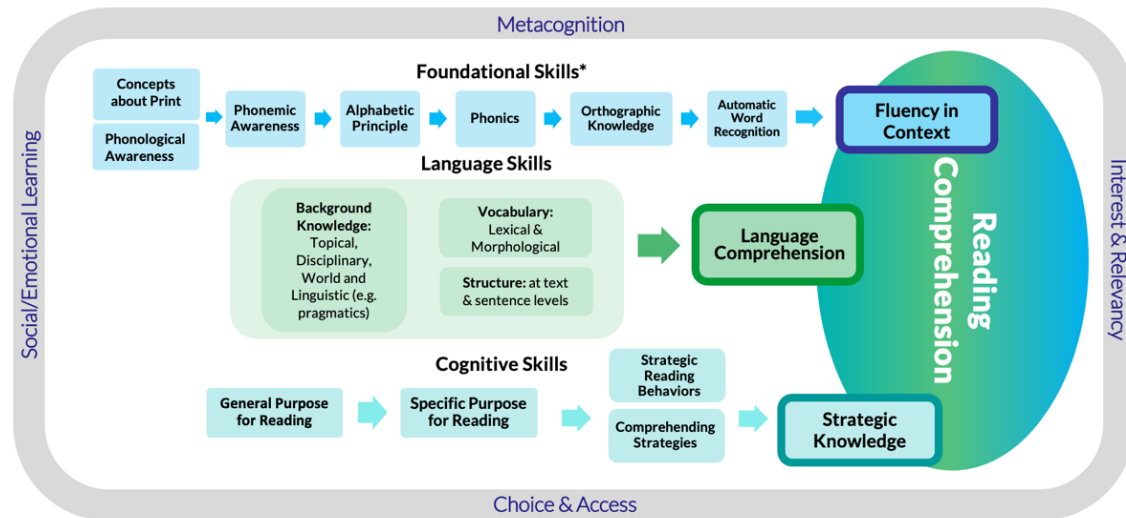 Metacognition
Social/Emotional Learning
Foundational Skills*
Concepts
about Print
Phonological
Awareness
Phonemic
Awareness
Alphabetic
Principle
Phonics
Orthographic
Knowledge
Automatic
Word
Recognition
Fluency in
Context
Language Skills
Background
Knowledge:
Topical,
Disciplinary,
World and
Linguistic (e.g.
pragmatics)
Vocabulary:
Lexical &
Morphological
Structure: at text
& sentence levels
Language
Comprehension
Reading
Comprehension
Interest & Relevancy
Cognitive Skills
General Purpose
for Reading
Specific Purpose
for Reading
Strategic
Reading
Behaviors
Comprehending
Strategies
Strategic
Knowledge
Choice & Access